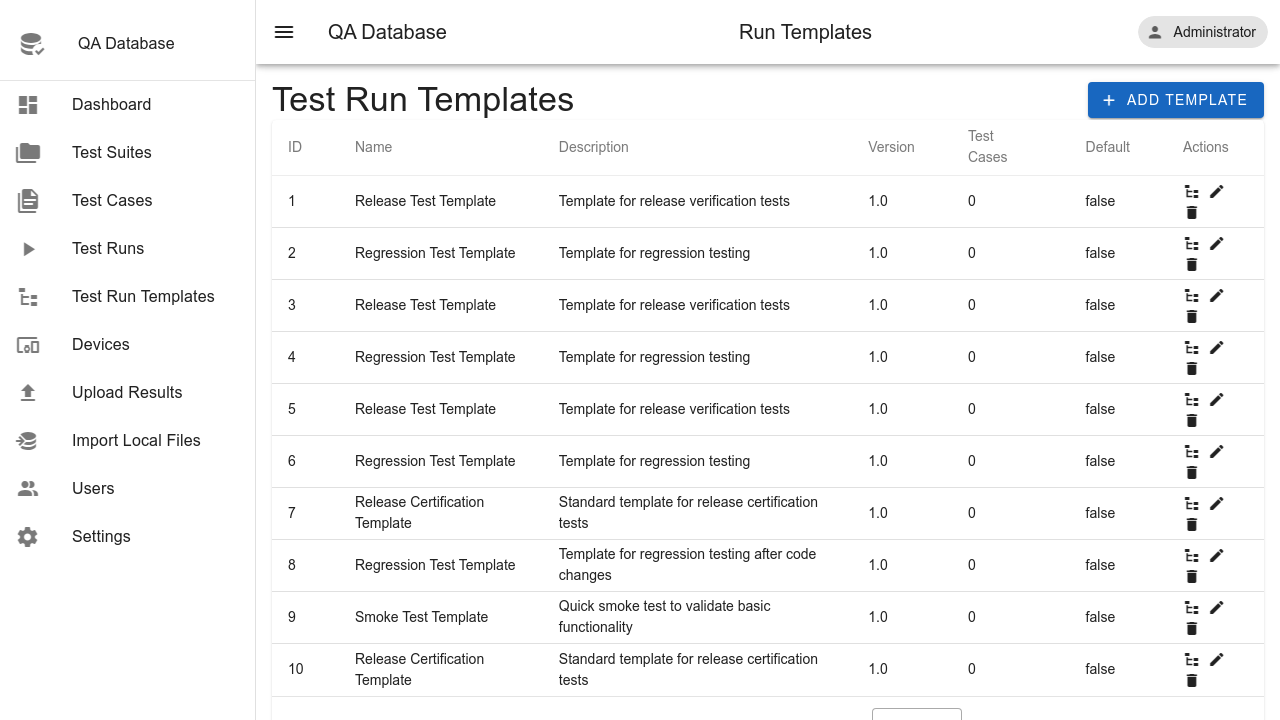 QA Database
Dashboard
Test Suites
Test Cases
Test Runs
Test Run Templates
Devices
Upload Results
Import Local Files
Users
Settings
QA Database
Run Templates
Administrator
Test Run Templates
ADD TEMPLATE
ID Name Description Version Test Cases Default Actions
1 Release Test Template Template for release verification tests 1.0 0 false
2 Regression Test Template Template for regression testing 1.0 0 false
3 Release Test Template Template for release verification tests 1.0 0 false
4 Regression Test Template Template for regression testing 1.0 0 false
5 Release Test Template Template for release verification tests 1.0 0 false
6 Regression Test Template Template for regression testing 1.0 0 false
7 Release Certification Template Standard template for release certification tests 1.0 0 false
8 Regression Test Template Template for regression testing after code changes 1.0 0 false
9 Smoke Test Template Quick smoke test to validate basic functionality 1.0 0 false
10 Release Certification Template Standard template for release certification tests 1.0 0 false